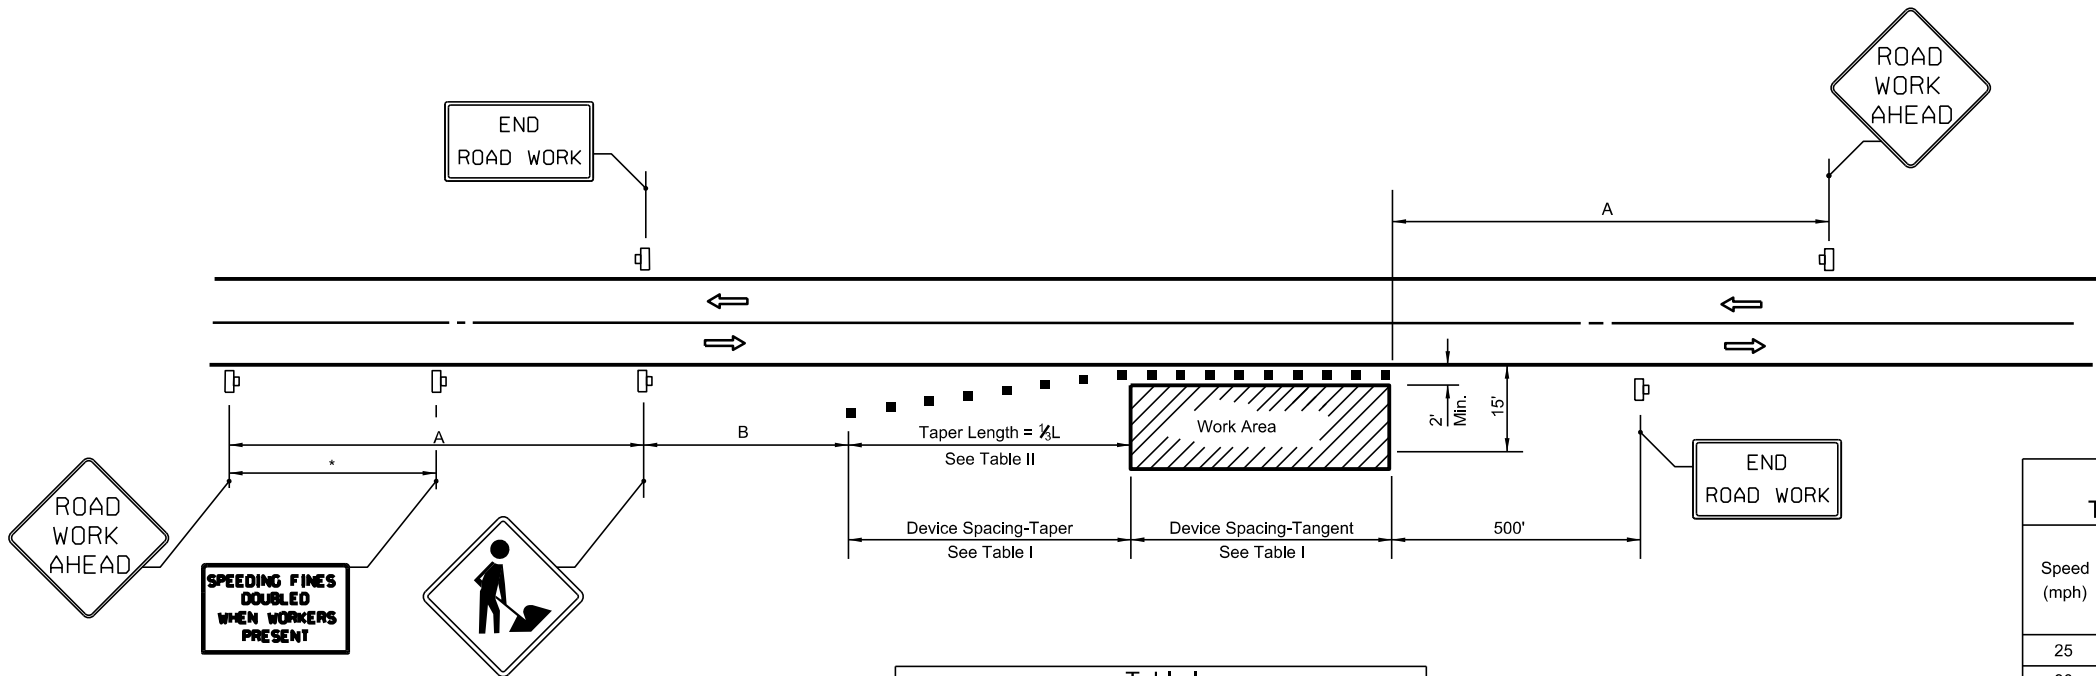 ROAD
WORK
AHEAD
END
ROAD WORK
A
A
B
*
Taper Length = ⅓L
See Table II
Work Area
2'
Min.
15'
ROAD
WORK
AHEAD
SPEEDING FINES
DOUBLED
WHEN WORKERS
PRESENT
Device Spacing-Taper
See Table I
Device Spacing-Tangent
See Table I
500'
END
ROAD WORK
Speed
(mph)
25